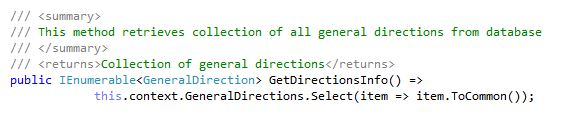 /// <summary>
/// This method retrieves collection of all general directions from database
/// </summary>
/// <returns>Collection of general directions</returns>
public IEnumerable<GeneralDirection> GetDirectionsInfo() =>
this.context.GeneralDirections.Select(item => item.ToCommon());